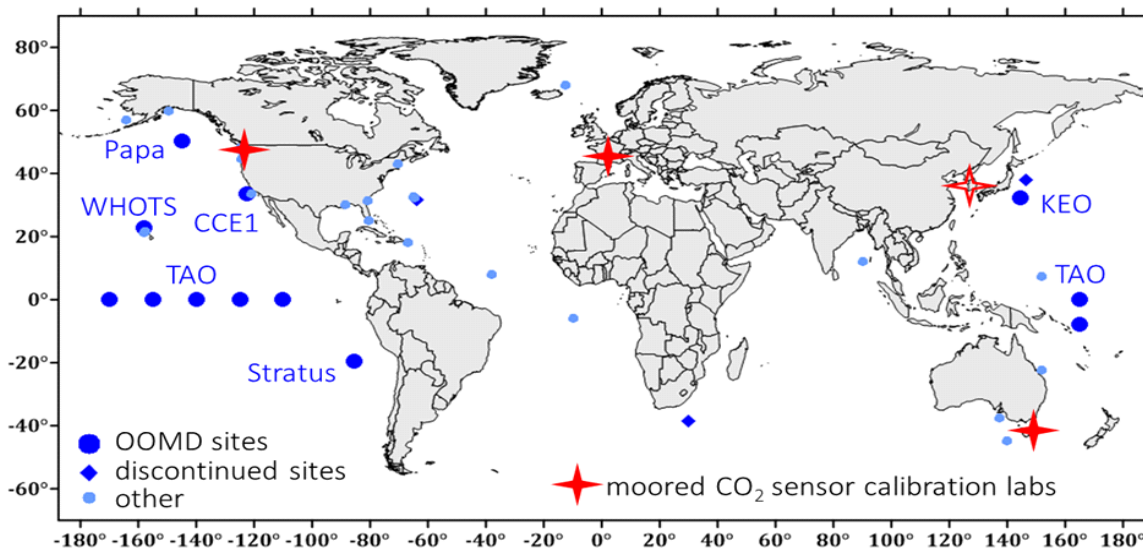 80°
60°
40°
20°
0°
-20°
-40°
-60°
Papa
WHOTS
CCE1
TAO
Stratus
KEO
TAO
OOMD sites
discontinued sites
other
moored CO₂ sensor calibration labs
-180° -160° -140° -120° -100° -80° -60° -40° -20° 0° 20° 40° 60° 80° 100° 120° 140° 160° 180°